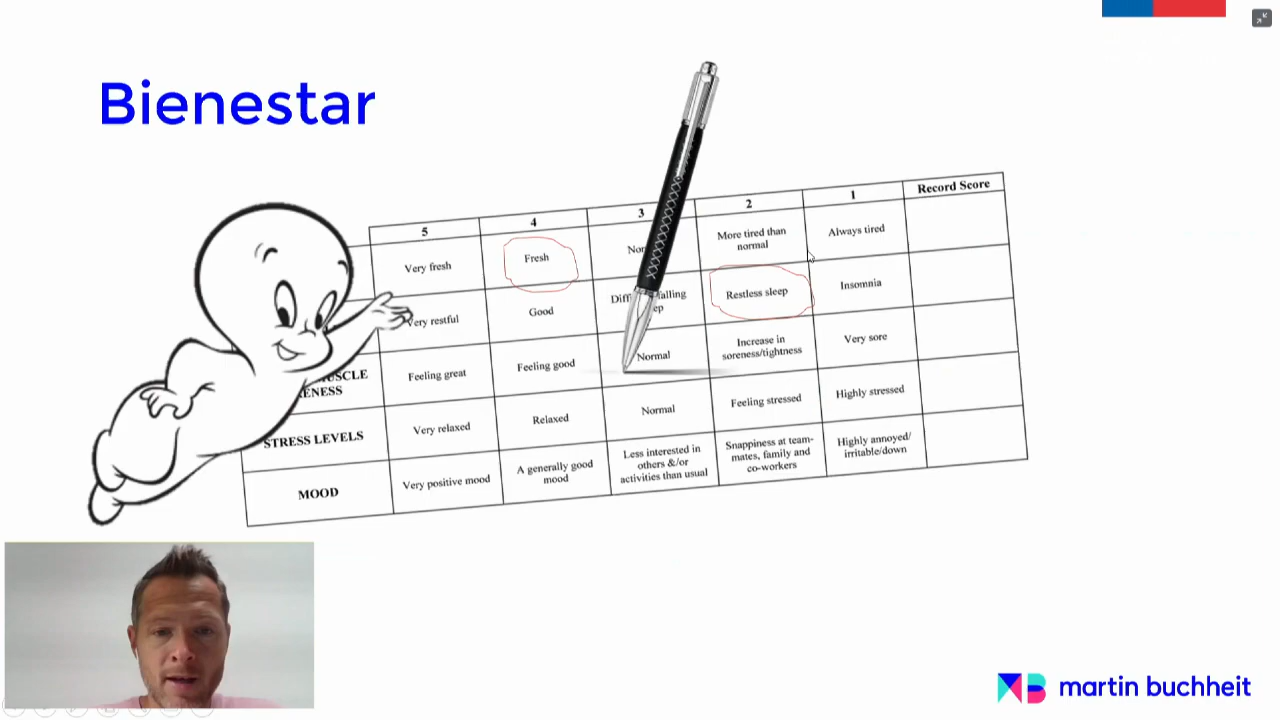 Bienestar
5
4
3
2
1
Record Score
Very fresh
Fresh
More tired than
normal
Always tired
Very restful
Good
Restless sleep
Insomnia
Feeling great
Feeling good
Normal
Increase in
soreness/tightness
Very sore
STRESS LEVELS
Very relaxed
Relaxed
Normal
Feeling stressed
Highly stressed
MOOD
Very positive mood
A generally good
mood
Less interested in
others &/or
activities than usual
Snappiness at team-
mates, family and
co-workers
Highly annoyed/
irritable/down
martin buchheit